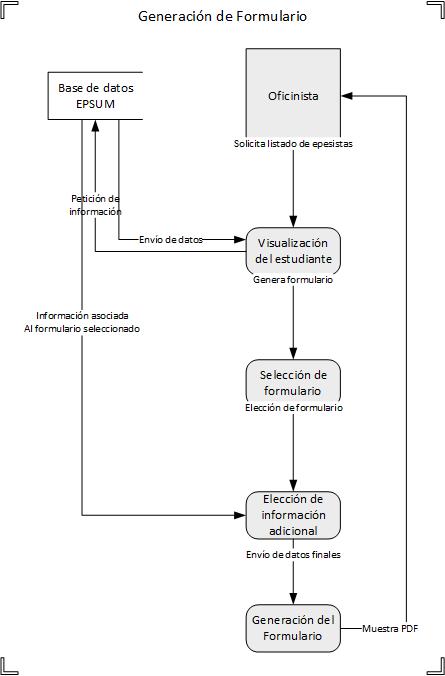 Generación de Formulario
Base de datos
EPSUM
Oficinista
Solicita listado de epesistas
Petición de
información
Envío de datos
Visualización
del estudiante
Genera formulario
Información asociada
Al formulario seleccionado
Selección de
formulario
Elección de formulario
Elección de
información
adicional
Envío de datos finales
Generación del
Formulario
Muestra PDF